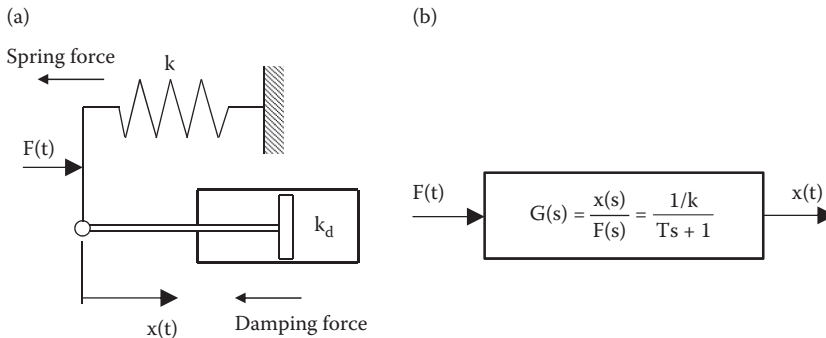 (a)
Spring force
k
F(t)
k_d
x(t)
Damping force
(b)
F(t)
G(s) = x(s)/F(s) = 1/k / Ts + 1
x(t)